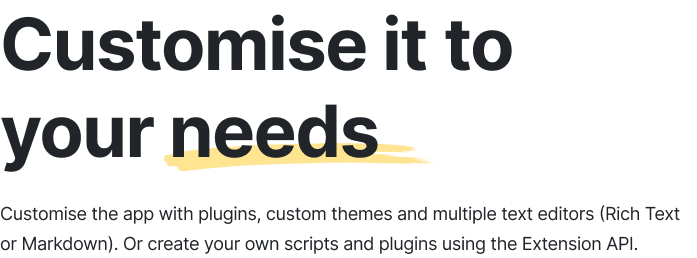 Customise it to
your needs
Customise the app with plugins, custom themes and multiple text editors (Rich Text
or Markdown). Or create your own scripts and plugins using the Extension API.